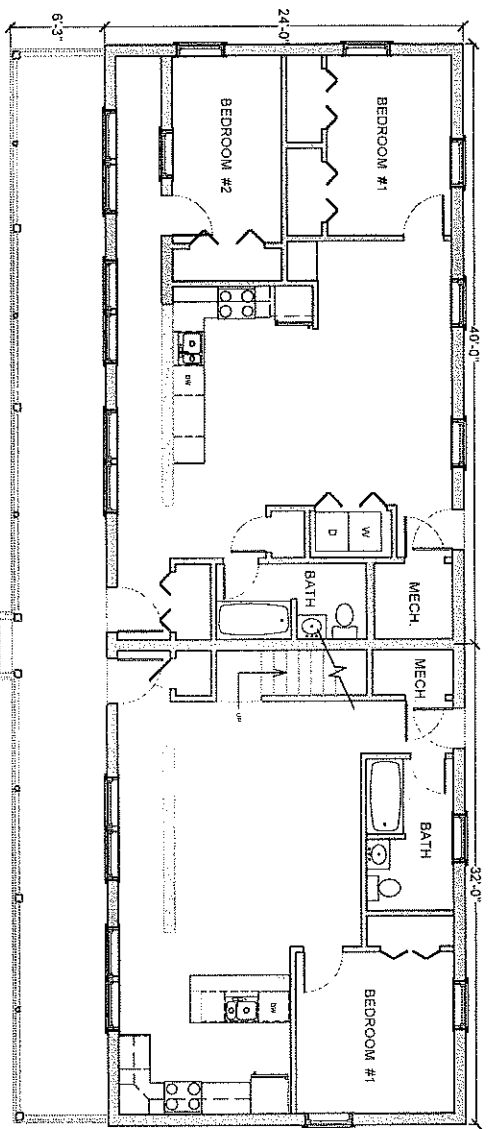 24'-0"
6'-3"
40'-0"
32'-0"
BEDROOM #1
BEDROOM #2
DW
W
D
MECH.
BATH
MECH.
UP
BATH
BEDROOM #1
DW